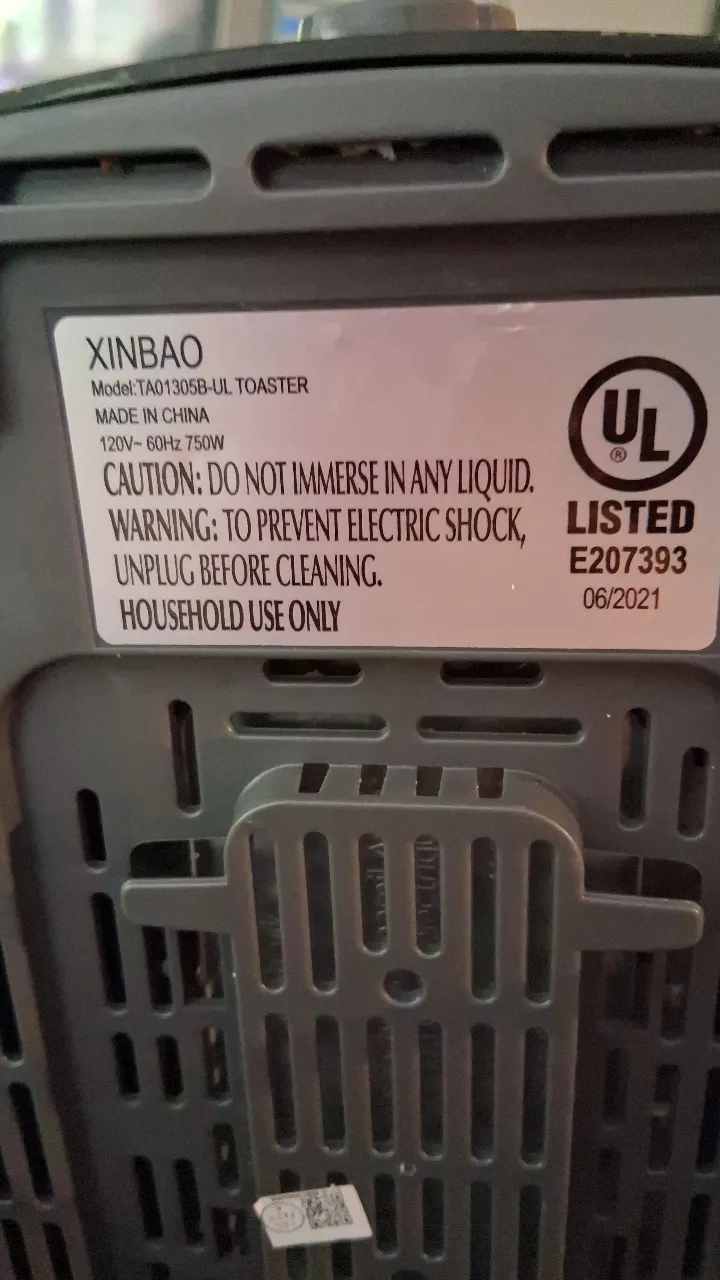 XINBAO
Model:TA01305B-UL TOASTER
MADE IN CHINA
120V~ 60Hz 750W
CAUTION: DO NOT IMMERSE IN ANY LIQUID.
WARNING: TO PREVENT ELECTRIC SHOCK,
UNPLUG BEFORE CLEANING.
HOUSEHOLD USE ONLY
UL
®
LISTED
E207393
06/2021